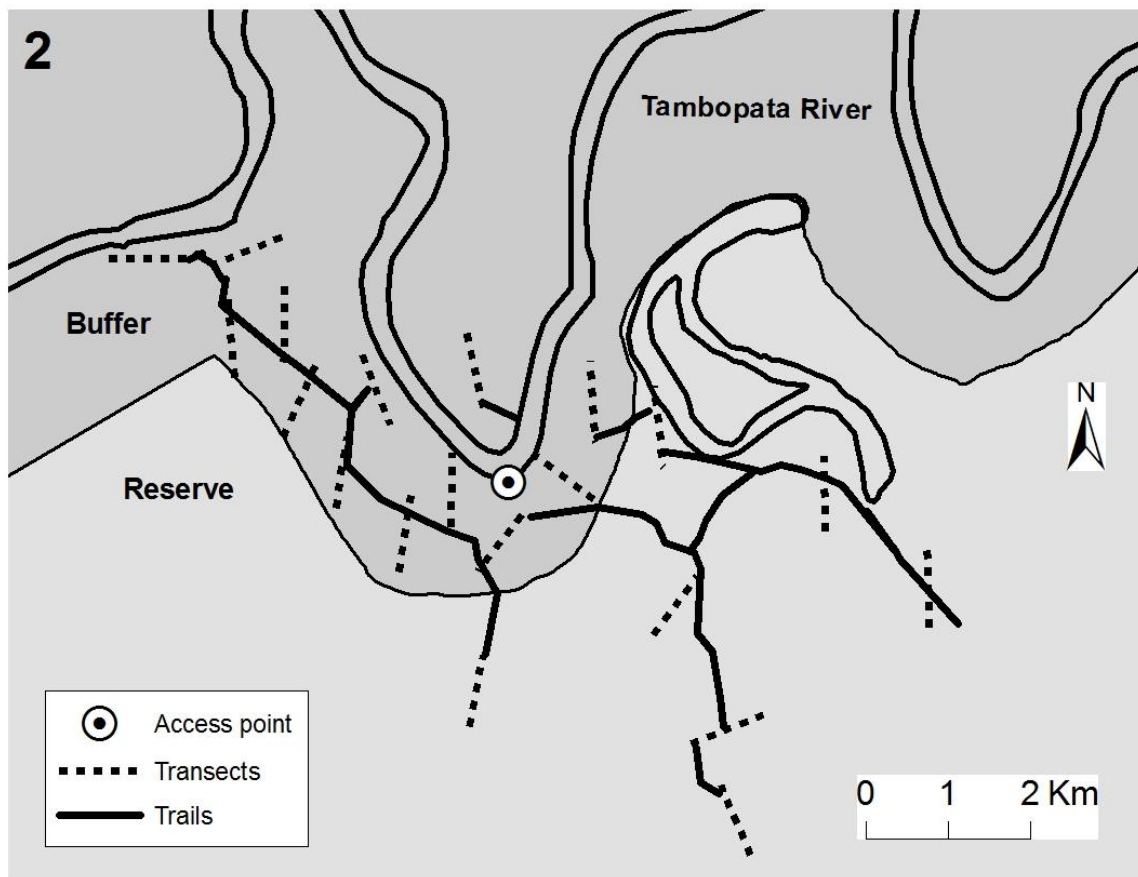 2
Tambopata River
Buffer
Reserve
N
Access point
Transects
Trails
0 1 2 Km